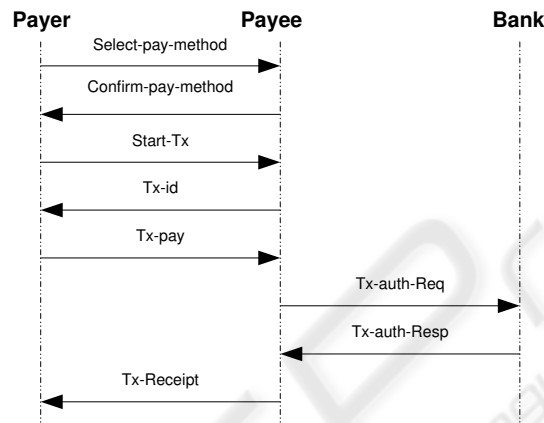 Payer Payee Bank
Select-pay-method
Confirm-pay-method
Start-Tx
Tx-id
Tx-pay
Tx-auth-Req
Tx-auth-Resp
Tx-Receipt